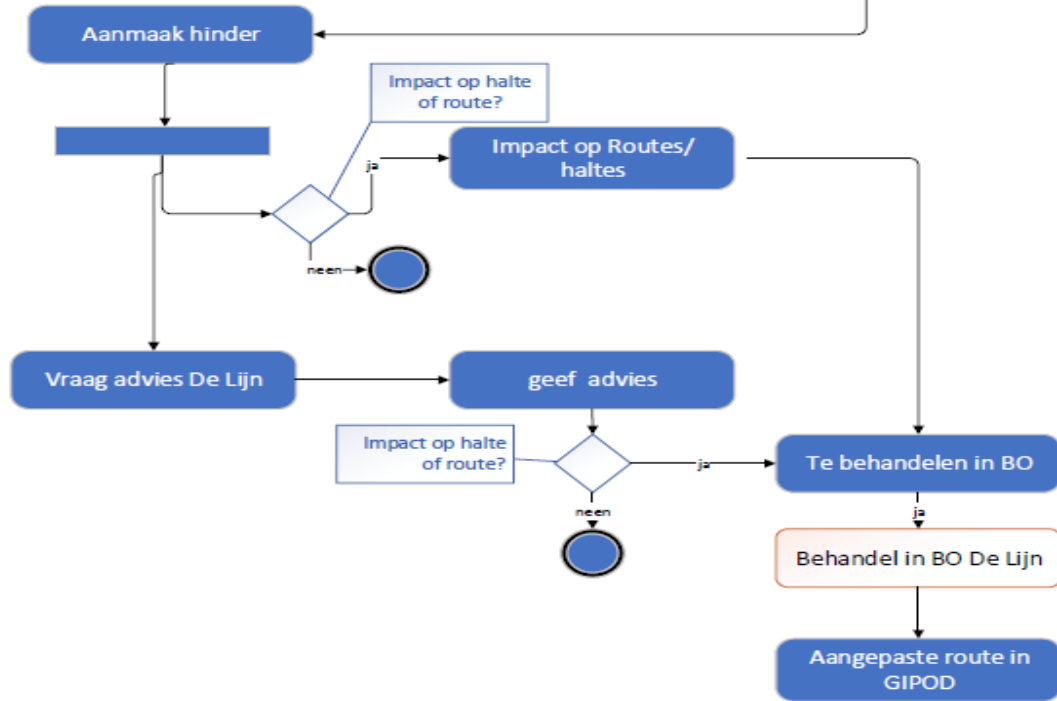 Aanmaak hinder
Impact op halte
of route?
Impact op Routes/
haltes
ja
neen
Vraag advies De Lijn
geef advies
Impact op halte
of route?
ja
Te behandelen in BO
neen
ja
Behandel in BO De Lijn
Aangepaste route in
GIPOD